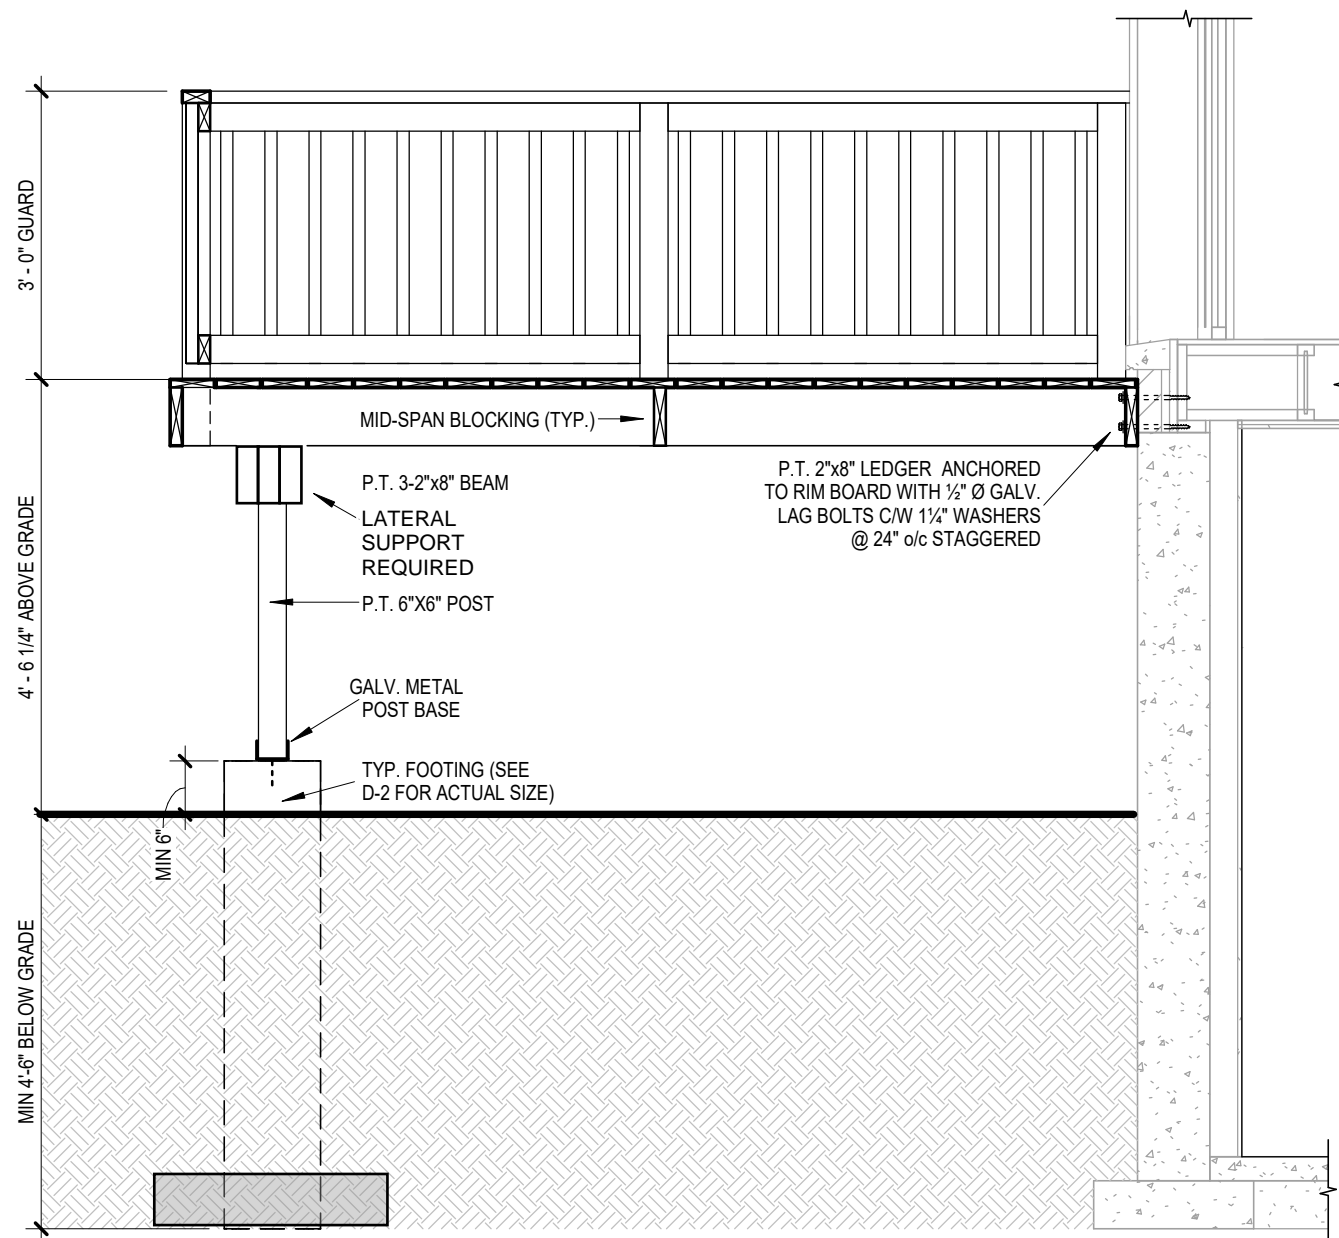 3' - 0" GUARD
MID-SPAN BLOCKING (TYP.)
P.T. 3-2"x8" BEAM
LATERAL
SUPPORT
REQUIRED
P.T. 2"x8" LEDGER ANCHORED
TO RIM BOARD WITH ½" Ø GALV.
LAG BOLTS C/W 1¼" WASHERS
@ 24" o/c STAGGERED
P.T. 6"X6" POST
4' - 6 1/4" ABOVE GRADE
GALV. METAL
POST BASE
TYP. FOOTING (SEE
D-2 FOR ACTUAL SIZE)
MIN 6"
MIN 4'-6" BELOW GRADE